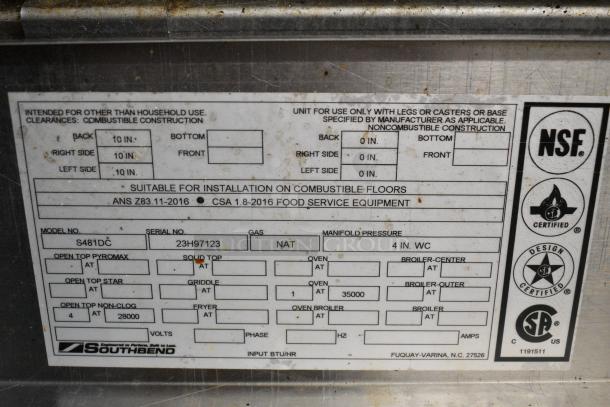 INTENDED FOR OTHER THAN HOUSEHOLD USE.
CLEARANCES: COMBUSTIBLE CONSTRUCTION
UNIT FOR USE ONLY WITH LEGS OR CASTERS OR BASE
SPECIFIED BY MANUFACTURER AS APPLICABLE.
NONCOMBUSTIBLE CONSTRUCTION
BACK 10 IN. BOTTOM BACK 0 IN. BOTTOM
RIGHT SIDE 10 IN FRONT RIGHT SIDE 0 IN. FRONT
LEFT SIDE 10 IN. LEFT SIDE 0 IN.
SUITABLE FOR INSTALLATION ON COMBUSTIBLE FLOORS
ANS Z83.11-2016 ● CSA 1.8-2016 FOOD SERVICE EQUIPMENT
MODEL NO. SERIAL NO. GAS MANIFOLD PRESSURE
S481DC 23H97123 NAT 4 IN. WC
OPEN TOP PYROMAX SOLID TOP OVEN BROILER-CENTER
AT AT AT AT
OPEN TOP STAR GRIDDLE OVEN BROILER-OUTER
AT AT AT 35000 AT
OPEN TOP NON-CLOG FRYER OVEN BROILER BROILER
4 AT 28000 AT AT AT
VOLTS PHASE HZ AMPS
Engineered to Perform. Built to Last.
SOUTHBEND
INPUT BTU/HR
FUQUAY-VARINA, N.C. 27526
NSF.
CERTIFIED
DESIGN
CERTIFIED
C US
1191511